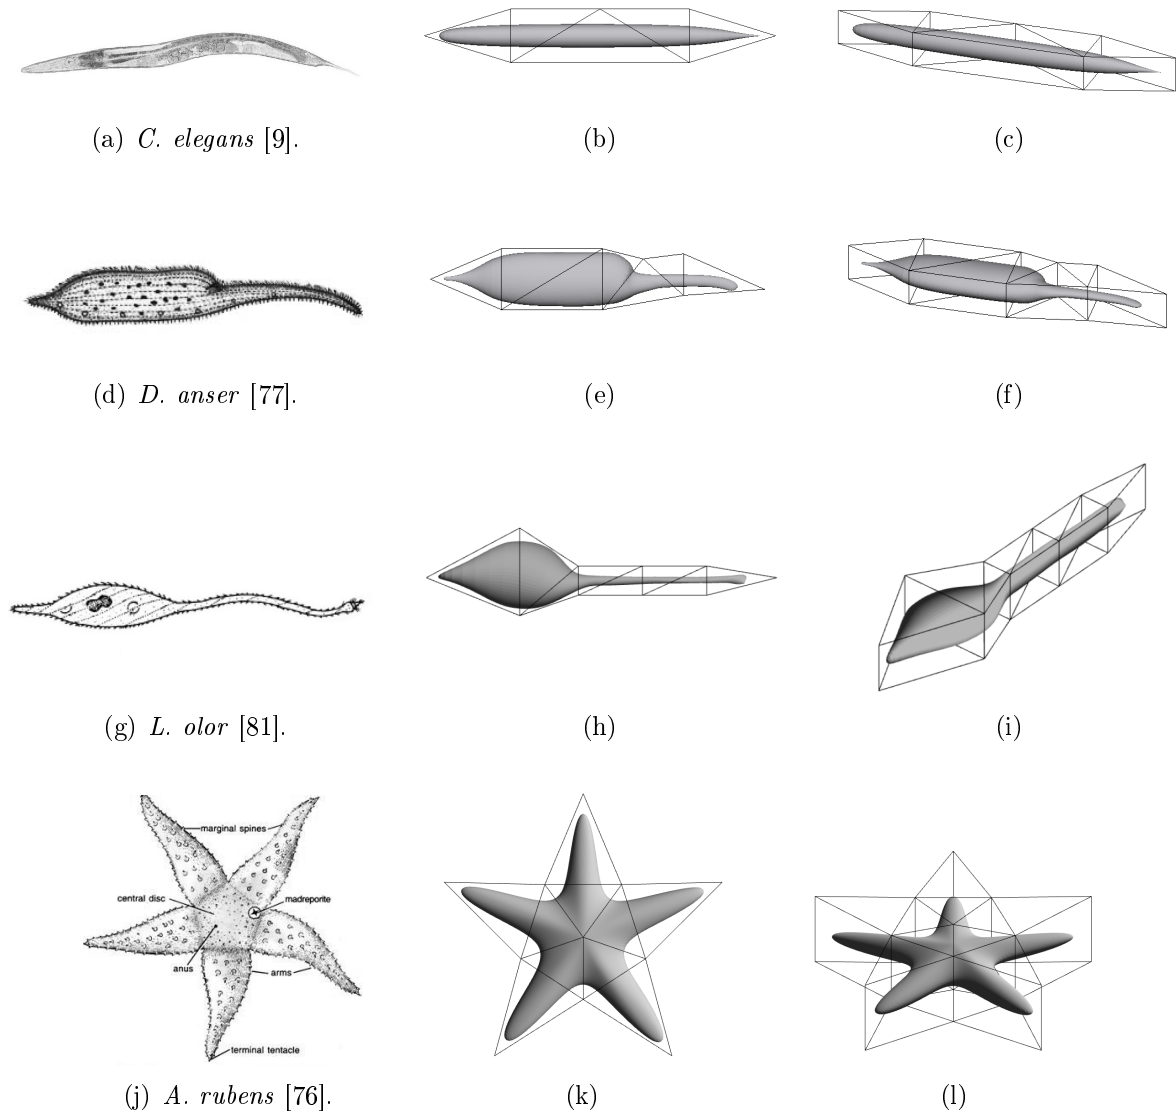 (a) C. elegans [9].
(b)
(c)
(d) D. anser [77].
(e)
(f)
(g) L. olor [81].
(h)
(i)
marginal spines
central disc
madreporite
anus
arms
terminal tentacle
(j) A. rubens [76].
(k)
(l)